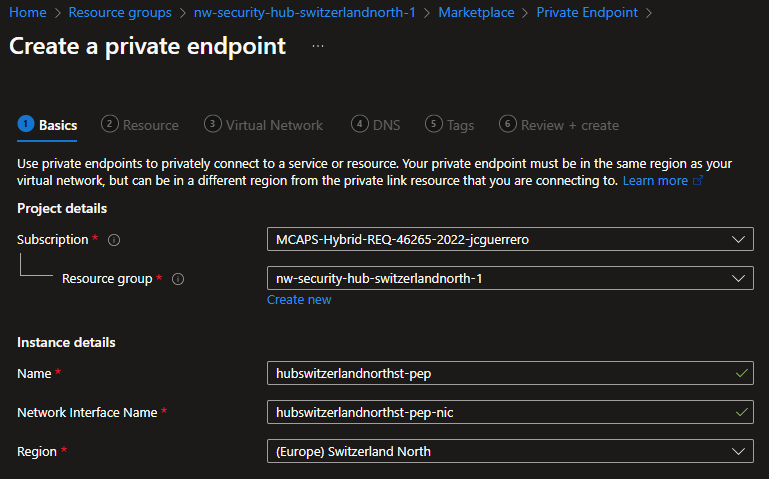 Home > Resource groups > nw-security-hub-switzerlandnorth-1 > Marketplace > Private Endpoint >
Create a private endpoint ...
1 Basics 2 Resource 3 Virtual Network 4 DNS 5 Tags 6 Review + create
Use private endpoints to privately connect to a service or resource. Your private endpoint must be in the same region as your
virtual network, but can be in a different region from the private link resource that you are connecting to. Learn more
Project details
Subscription * MCAPS-Hybrid-REQ-46265-2022-jcguerrero
Resource group * nw-security-hub-switzerlandnorth-1
Create new
Instance details
Name * hubswitzerlandnorthst-pep
Network Interface Name * hubswitzerlandnorthst-pep-nic
Region * (Europe) Switzerland North